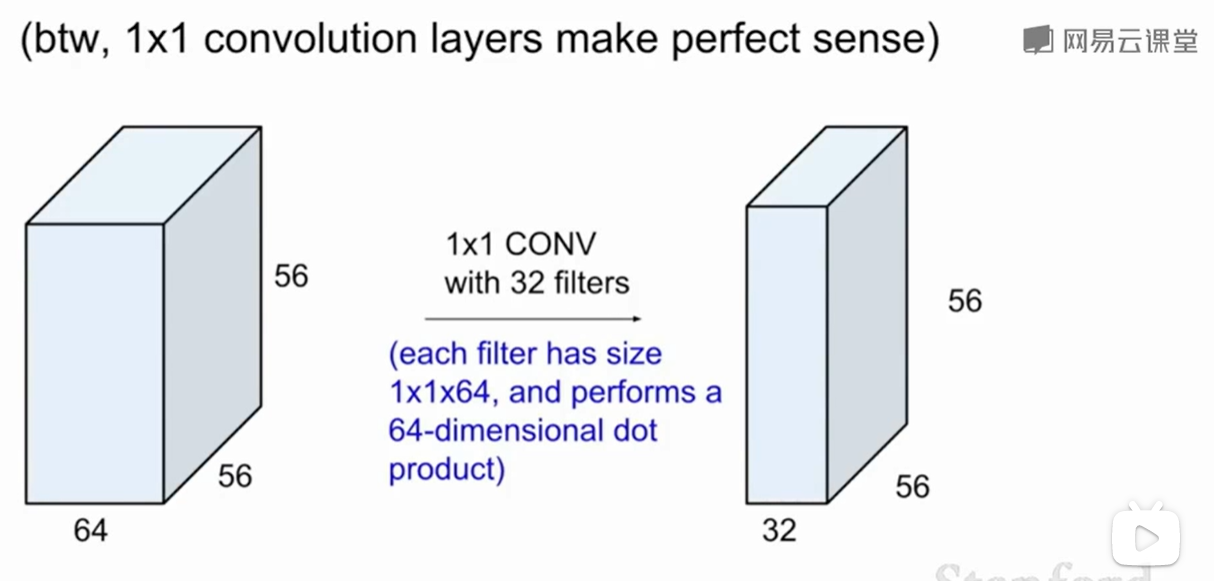 (btw, 1x1 convolution layers make perfect sense)
网易云课堂
56
1x1 CONV
with 32 filters
56
(each filter has size
1x1x64, and performs a
64-dimensional dot
product)
56
56
64
32
Stanford